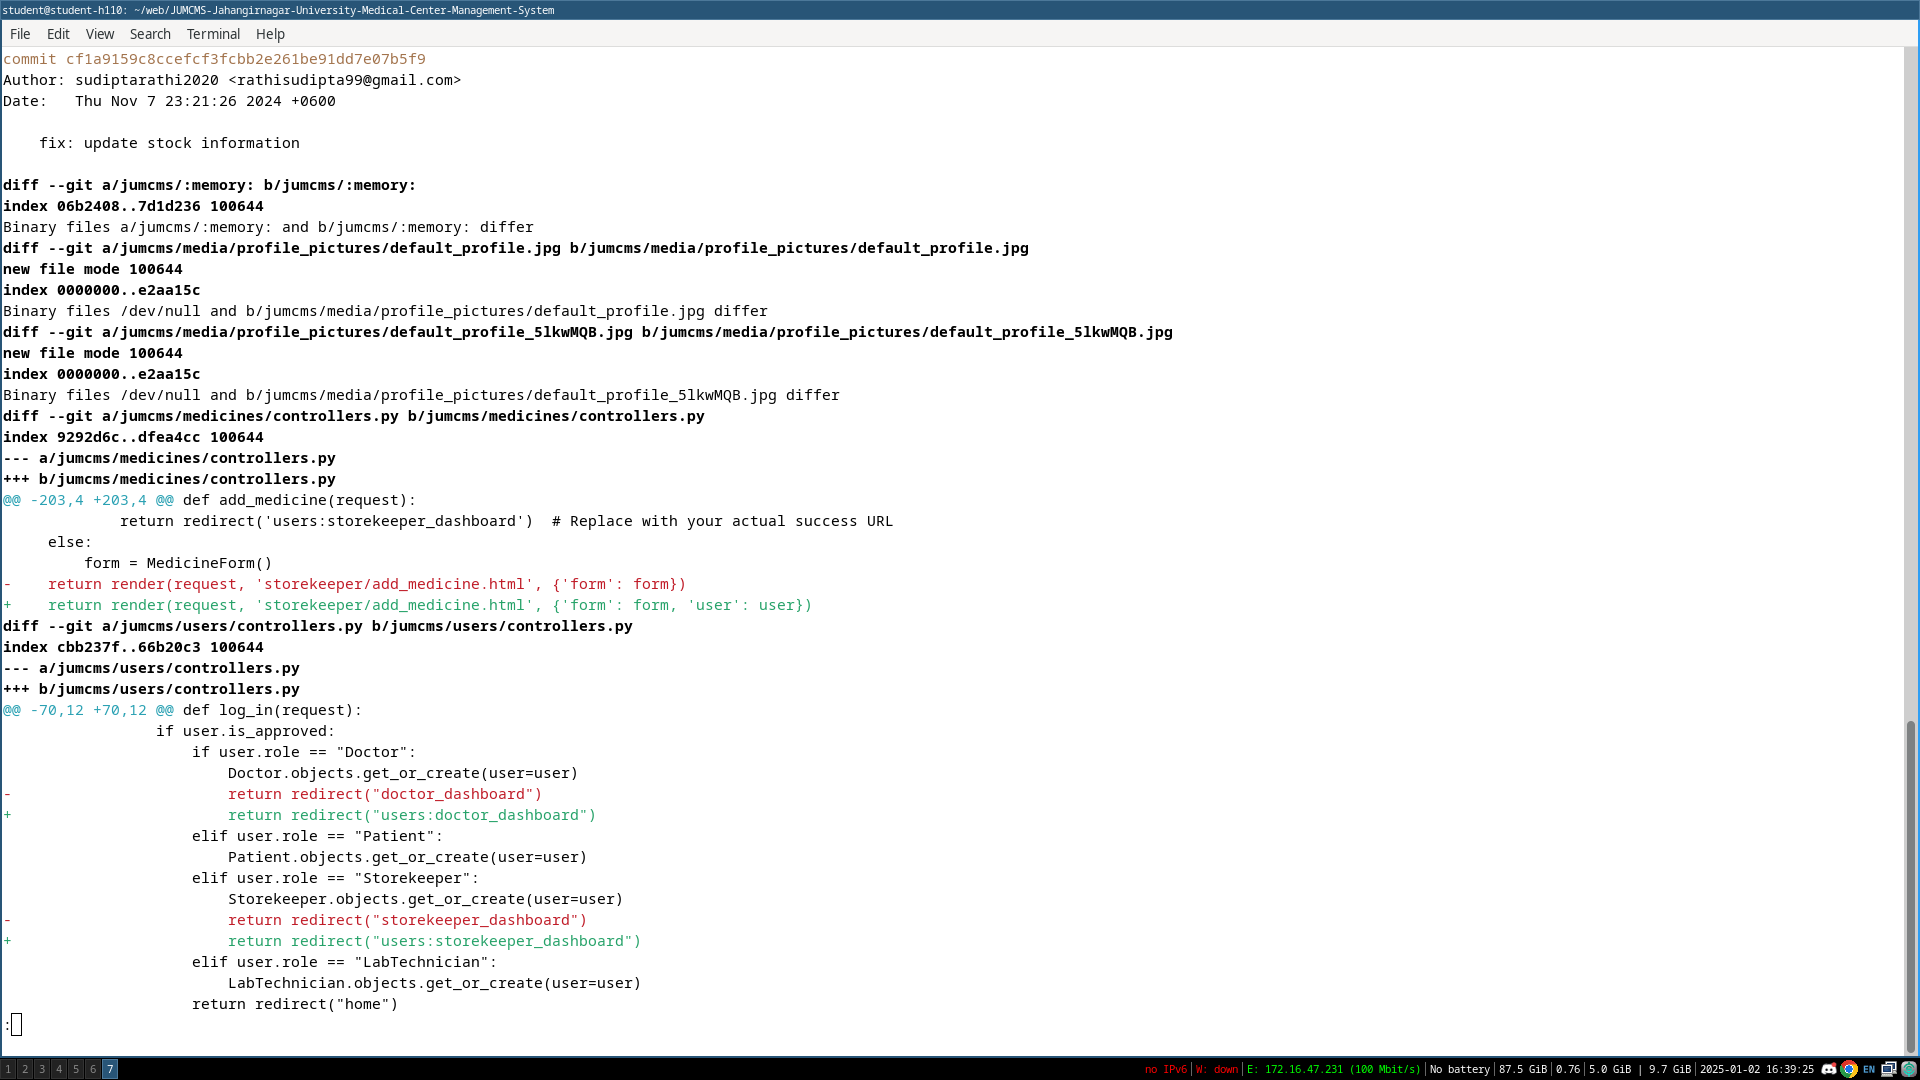 student@student-h110: ~/web/JUMCMS-Jahangirnagar-University-Medical-Center-Management-System
File Edit View Search Terminal Help
commit cf1a9159c8ccefcf3fcbb2e261be91dd7e07b5f9
Author: sudiptarathi2020 <rathisudipta99@gmail.com>
Date:   Thu Nov 7 23:21:26 2024 +0600
    fix: update stock information
diff --git a/jumcms/:memory: b/jumcms/:memory:
index 06b2408..7d1d236 100644
Binary files a/jumcms/:memory: and b/jumcms/:memory: differ
diff --git a/jumcms/media/profile_pictures/default_profile.jpg b/jumcms/media/profile_pictures/default_profile.jpg
new file mode 100644
index 0000000..e2aa15c
Binary files /dev/null and b/jumcms/media/profile_pictures/default_profile.jpg differ
diff --git a/jumcms/media/profile_pictures/default_profile_5lkwMQB.jpg b/jumcms/media/profile_pictures/default_profile_5lkwMQB.jpg
new file mode 100644
index 0000000..e2aa15c
Binary files /dev/null and b/jumcms/media/profile_pictures/default_profile_5lkwMQB.jpg differ
diff --git a/jumcms/medicines/controllers.py b/jumcms/medicines/controllers.py
index 9292d6c..dfea4cc 100644
--- a/jumcms/medicines/controllers.py
+++ b/jumcms/medicines/controllers.py
@@ -203,4 +203,4 @@ def add_medicine(request):
             return redirect('users:storekeeper_dashboard')  # Replace with your actual success URL
     else:
         form = MedicineForm()
-    return render(request, 'storekeeper/add_medicine.html', {'form': form})
+    return render(request, 'storekeeper/add_medicine.html', {'form': form, 'user': user})
diff --git a/jumcms/users/controllers.py b/jumcms/users/controllers.py
index cbb237f..66b20c3 100644
--- a/jumcms/users/controllers.py
+++ b/jumcms/users/controllers.py
@@ -70,12 +70,12 @@ def log_in(request):
                 if user.is_approved:
                     if user.role == "Doctor":
                         Doctor.objects.get_or_create(user=user)
-                        return redirect("doctor_dashboard")
+                        return redirect("users:doctor_dashboard")
                     elif user.role == "Patient":
                         Patient.objects.get_or_create(user=user)
                     elif user.role == "Storekeeper":
                         Storekeeper.objects.get_or_create(user=user)
-                        return redirect("storekeeper_dashboard")
+                        return redirect("users:storekeeper_dashboard")
                     elif user.role == "LabTechnician":
                         LabTechnician.objects.get_or_create(user=user)
                     return redirect("home")
:
1 2 3 4 5 6 7 no IPv6 | W: down | E: 172.16.47.231 (100 Mbit/s) | No battery | 87.5 GiB | 0.76 | 5.0 GiB | 9.7 GiB | 2025-01-02 16:39:25 EN